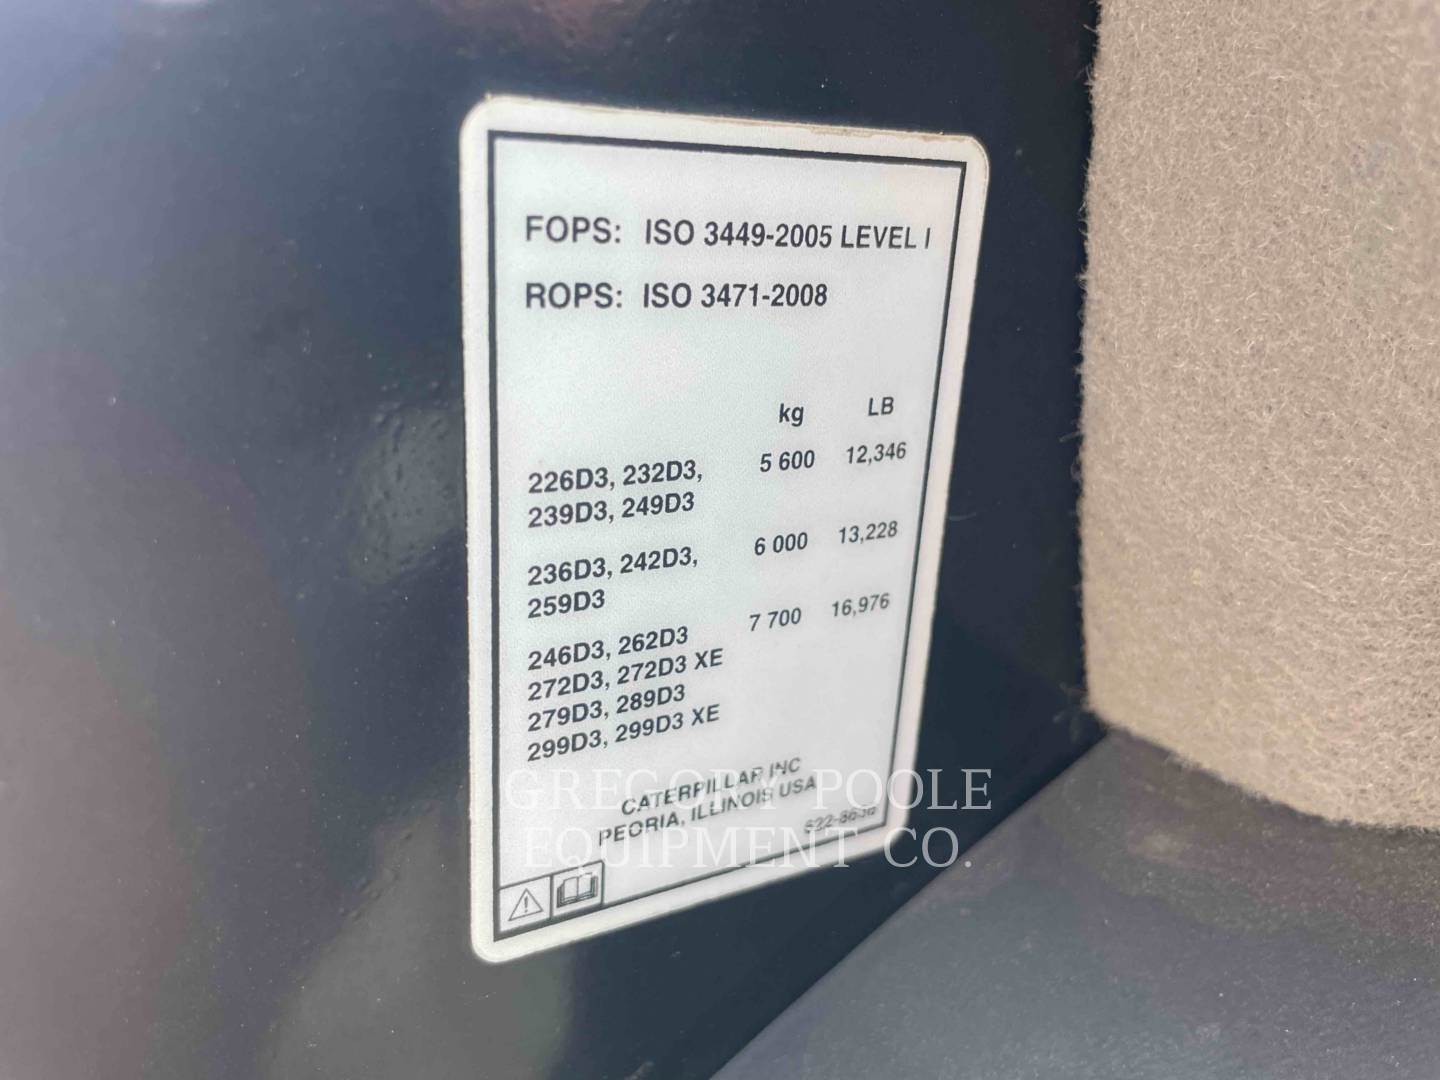 FOPS: ISO 3449-2005 LEVEL I
ROPS: ISO 3471-2008
kg LB
226D3, 232D3, 5 600 12,346
239D3, 249D3
236D3, 242D3, 6 000 13,228
259D3
246D3, 262D3 7 700 16,976
272D3, 272D3 XE
279D3, 289D3
299D3, 299D3 XE
CATERPILLAR INC
PEORIA, ILLINOIS USA
GREGORY POOLE
EQUIPMENT CO.